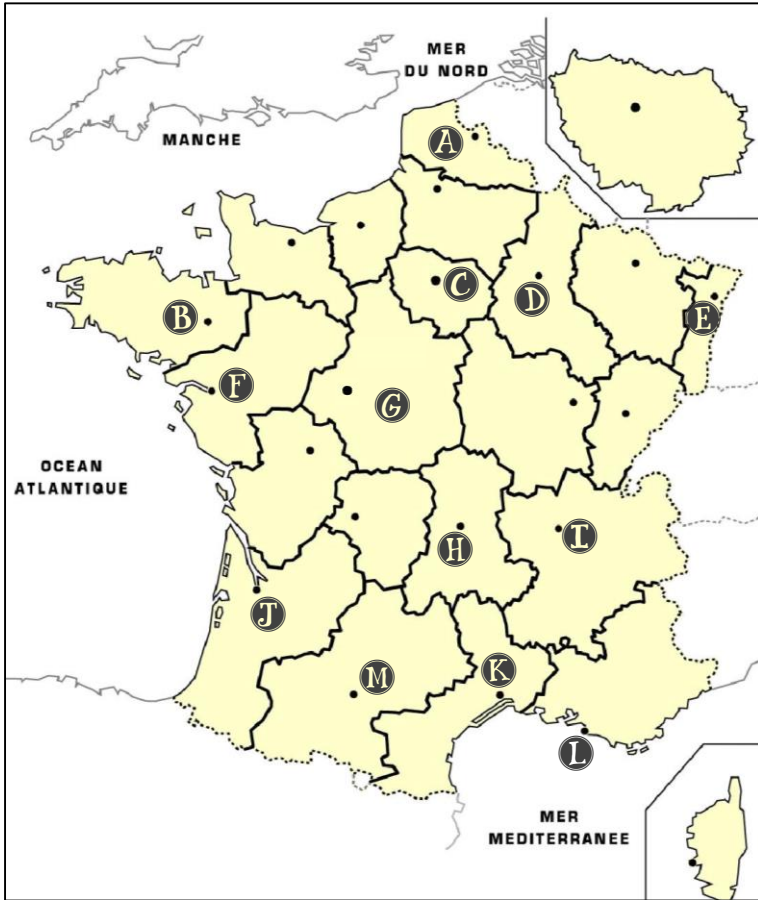 MER
DU NORD
MANCHE
A
B
C
D
E
F
G
OCEAN
ATLANTIQUE
H
I
J
K
M
L
MER
MEDITERRANEE